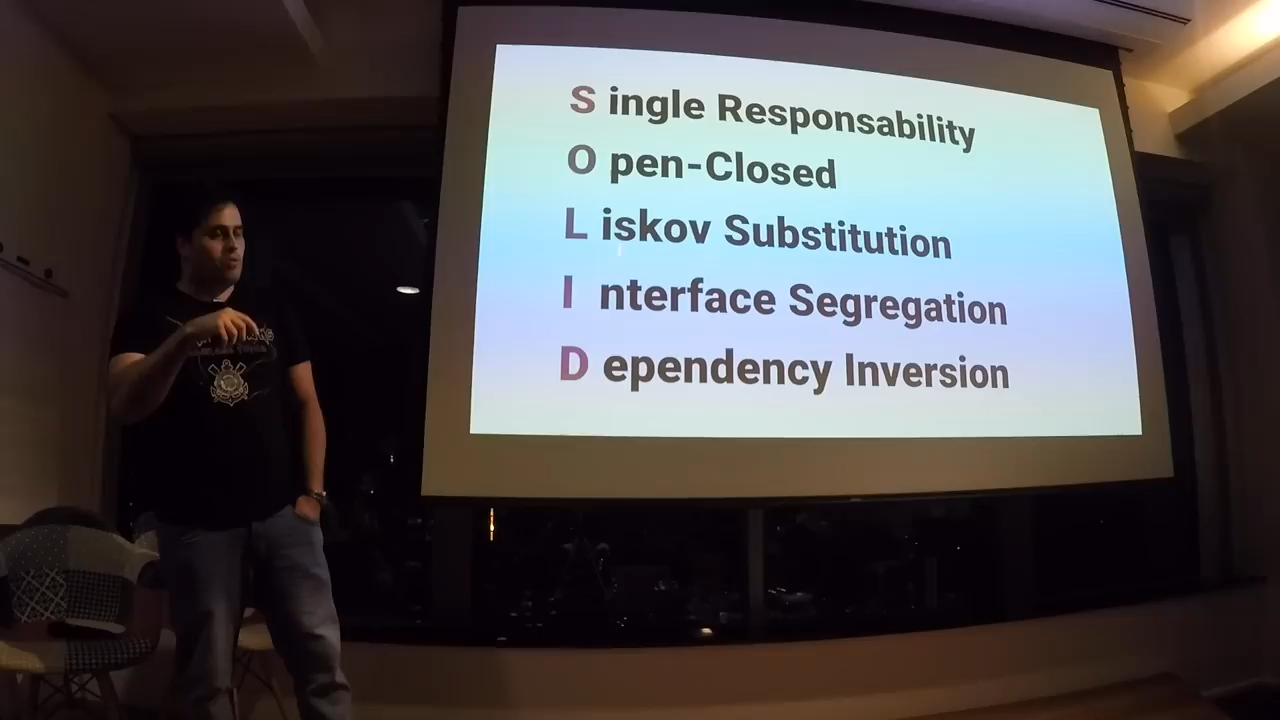 S ingle Responsability
O pen-Closed
L iskov Substitution
I nterface Segregation
D ependency Inversion